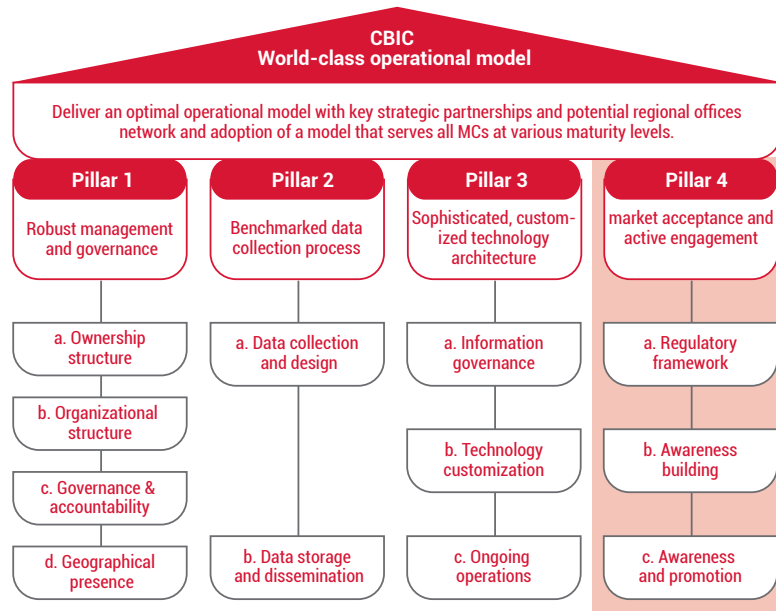 CBIC
World-class operational model
Deliver an optimal operational model with key strategic partnerships and potential regional offices
network and adoption of a model that serves all MCs at various maturity levels.
Pillar 1
Robust management
and governance
a. Ownership
structure
b. Organizational
structure
c. Governance &
accountability
d. Geographical
presence
Pillar 2
Benchmarked data
collection process
a. Data collection
and design
b. Data storage
and dissemination
Pillar 3
Sophisticated, custom-
ized technology
architecture
a. Information
governance
b. Technology
customization
c. Ongoing
operations
Pillar 4
market acceptance and
active engagement
a. Regulatory
framework
b. Awareness
building
c. Awareness
and promotion